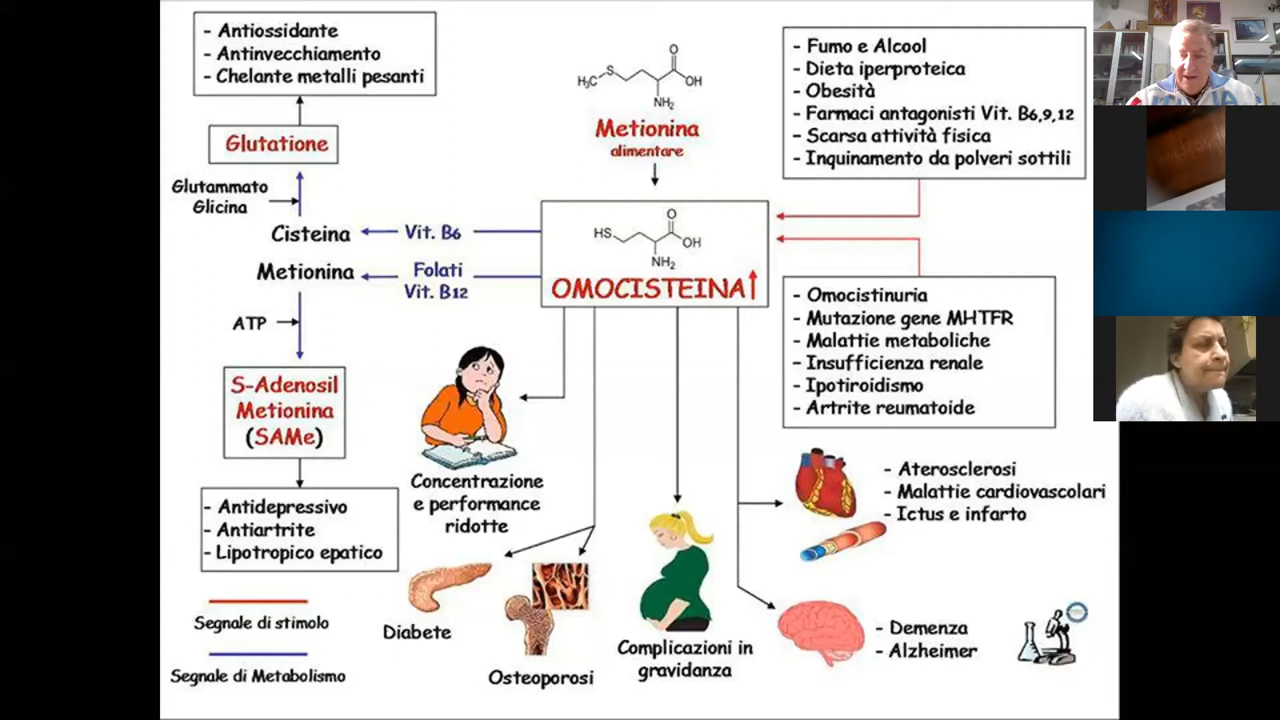 - Antiossidante
- Antinvecchiamento
- Chelante metalli pesanti
Glutatione
Glutammato
Glicina
Cisteina
Vit. B6
Metionina
Folati
Vit. B12
ATP
S-Adenosil
Metionina
(SAMe)
- Antidepressivo
- Antiartrite
- Lipotropico epatico
Segnale di stimolo
Segnale di Metabolismo
H₃C
S
O
OH
NH₂
Metionina
alimentare
HS
O
OH
NH₂
OMOCISTEINA
- Fumo e Alcool
- Dieta iperproteica
- Obesità
- Farmaci antagonisti Vit. B6,9,12
- Scarsa attività fisica
- Inquinamento da polveri sottili
- Omocistinuria
- Mutazione gene MHTFR
- Malattie metaboliche
- Insufficienza renale
- Ipotiroidismo
- Artrite reumatoide
Concentrazione
e performance
ridotte
Diabete
Osteoporosi
Complicazioni in
gravidanza
- Aterosclerosi
- Malattie cardiovascolari
- Ictus e infarto
- Demenza
- Alzheimer